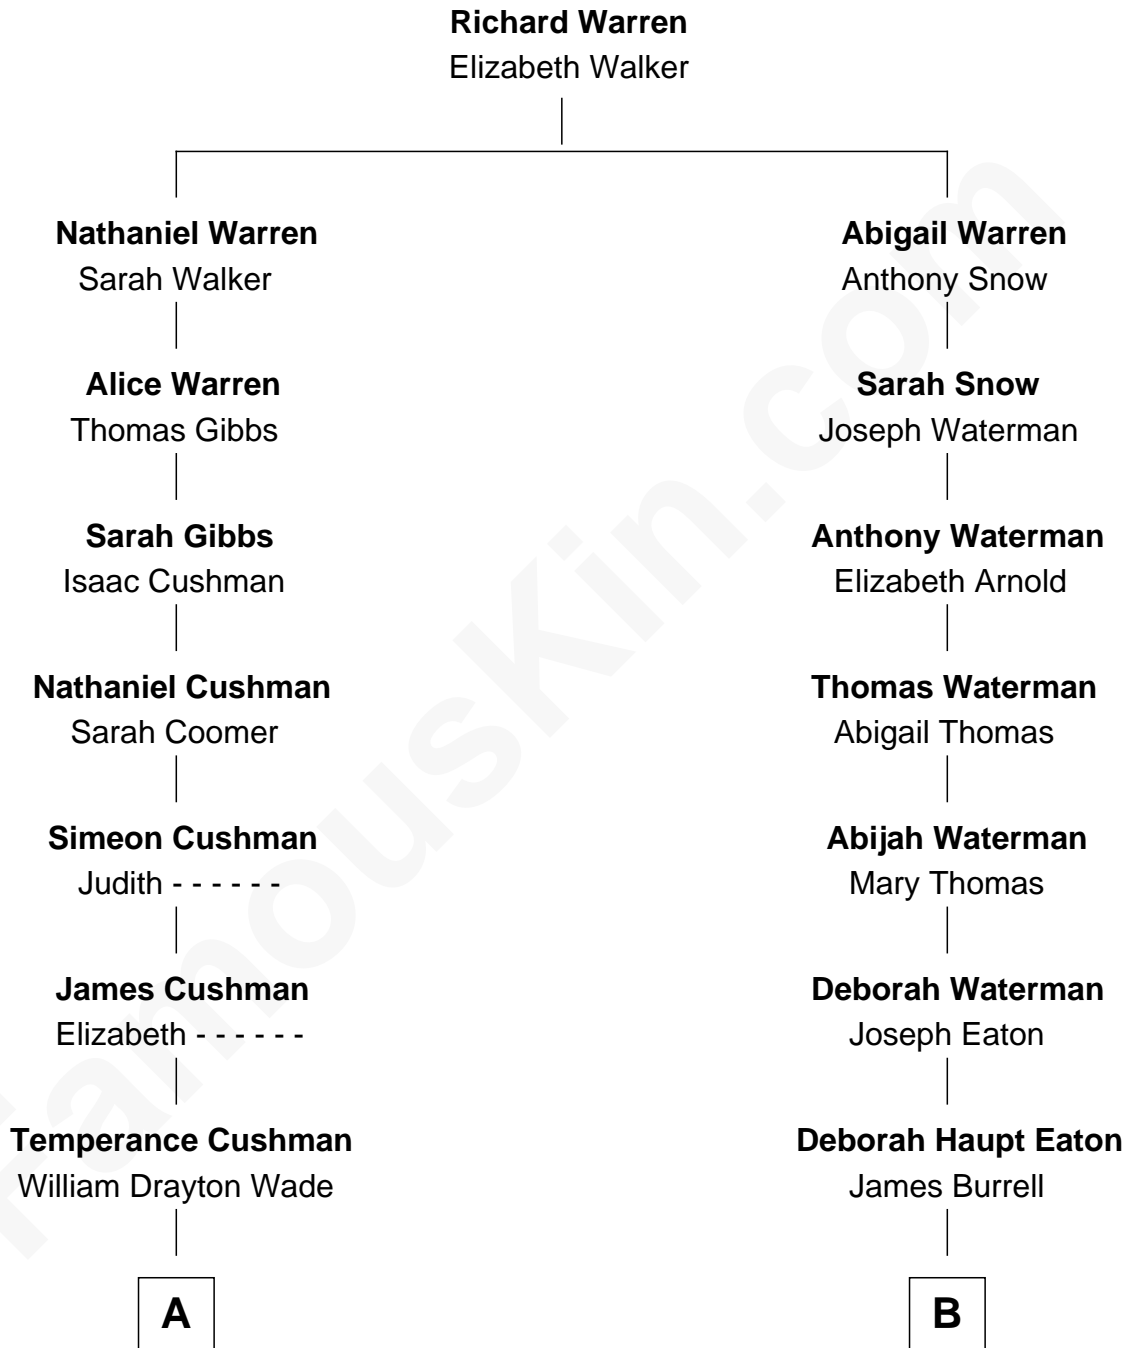 Richard Warren
Elizabeth Walker
Nathaniel Warren
Sarah Walker
Alice Warren
Thomas Gibbs
Sarah Gibbs
Isaac Cushman
Nathaniel Cushman
Sarah Coomer
Simeon Cushman
Judith - - - - - -
James Cushman
Elizabeth - - - - - -
Temperance Cushman
William Drayton Wade
A
Abigail Warren
Anthony Snow
Sarah Snow
Joseph Waterman
Anthony Waterman
Elizabeth Arnold
Thomas Waterman
Abigail Thomas
Abijah Waterman
Mary Thomas
Deborah Waterman
Joseph Eaton
Deborah Haupt Eaton
James Burrell
B
FamousKin.com